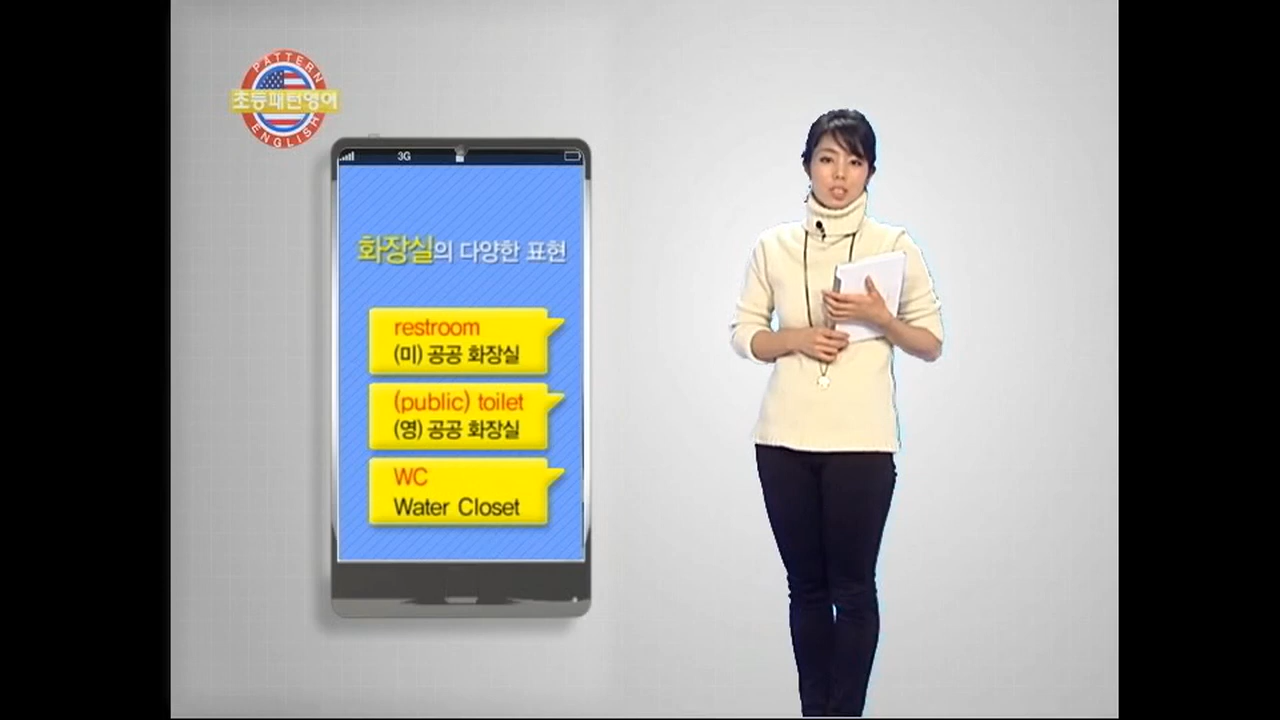 PATTERN
초등패턴영어
ENGLISH
3G
화장실의 다양한 표현
restroom
(미) 공공 화장실
(public) toilet
(영) 공공 화장실
WC
Water Closet